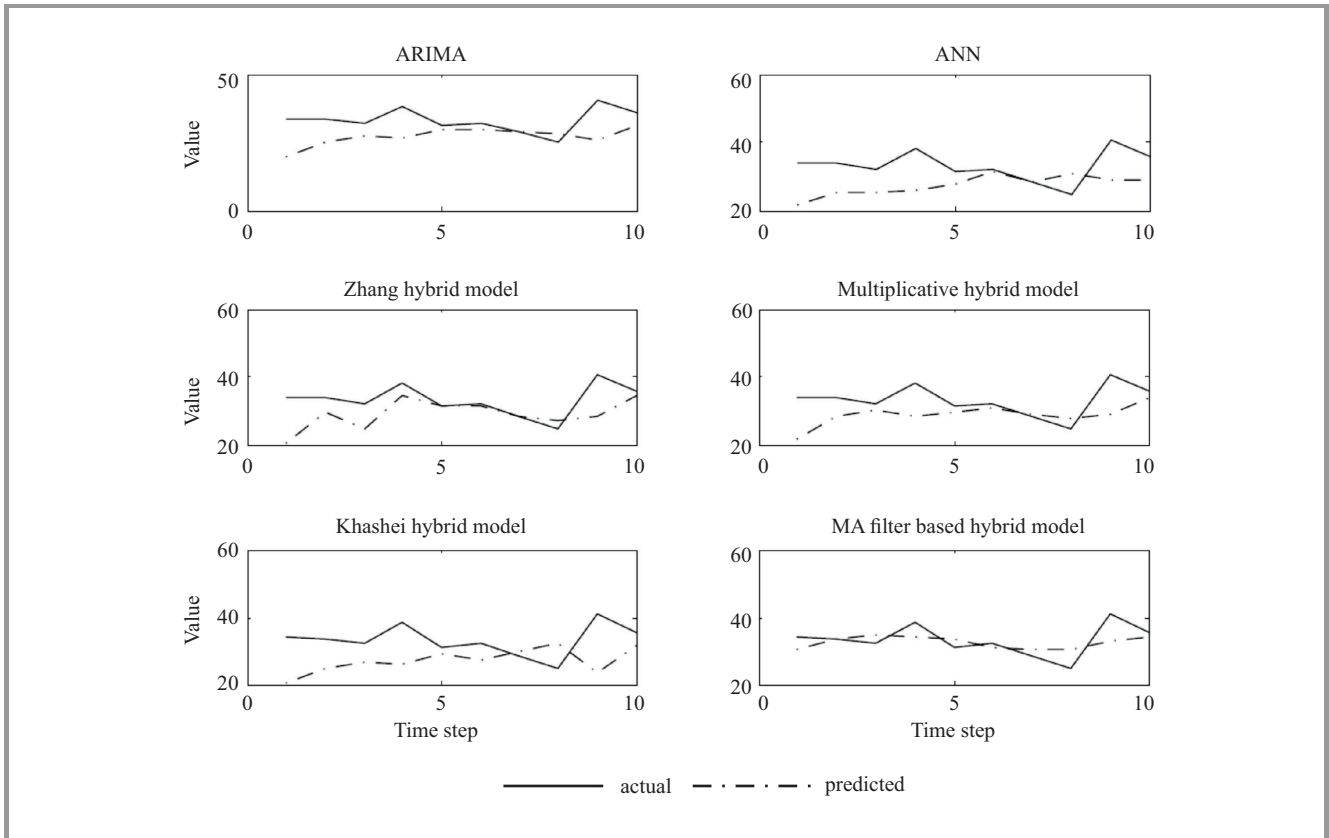 ARIMA
50
Value
0
0
5
10
ANN
60
40
20
0
5
10
Zhang hybrid model
60
40
Value
20
0
5
10
Multiplicative hybrid model
60
40
20
0
5
10
Khashei hybrid model
60
40
Value
20
0
5
10
Time step
MA filter based hybrid model
60
40
20
0
5
10
Time step
actual
predicted